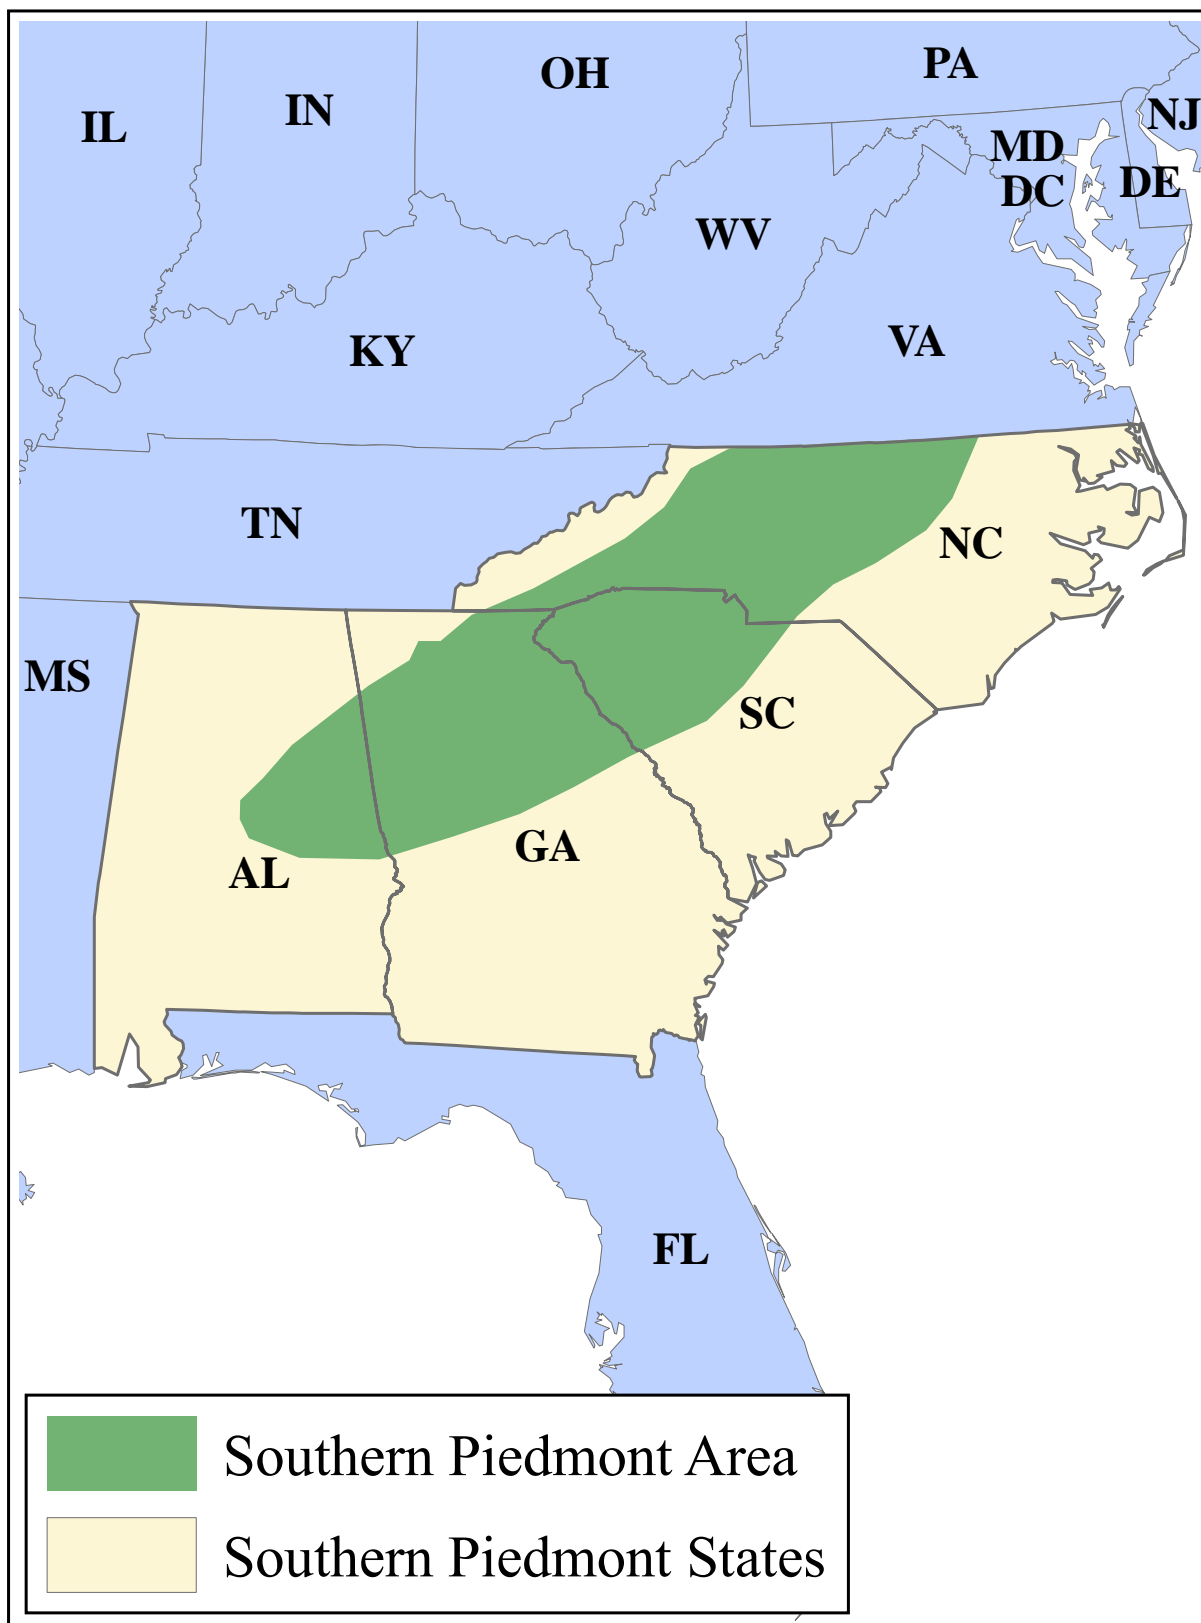 PA
OH
IN
NJ
IL
MD
DC
DE
WV
VA
KY
TN
NC
MS
SC
GA
AL
FL
Southern Piedmont Area
Southern Piedmont States